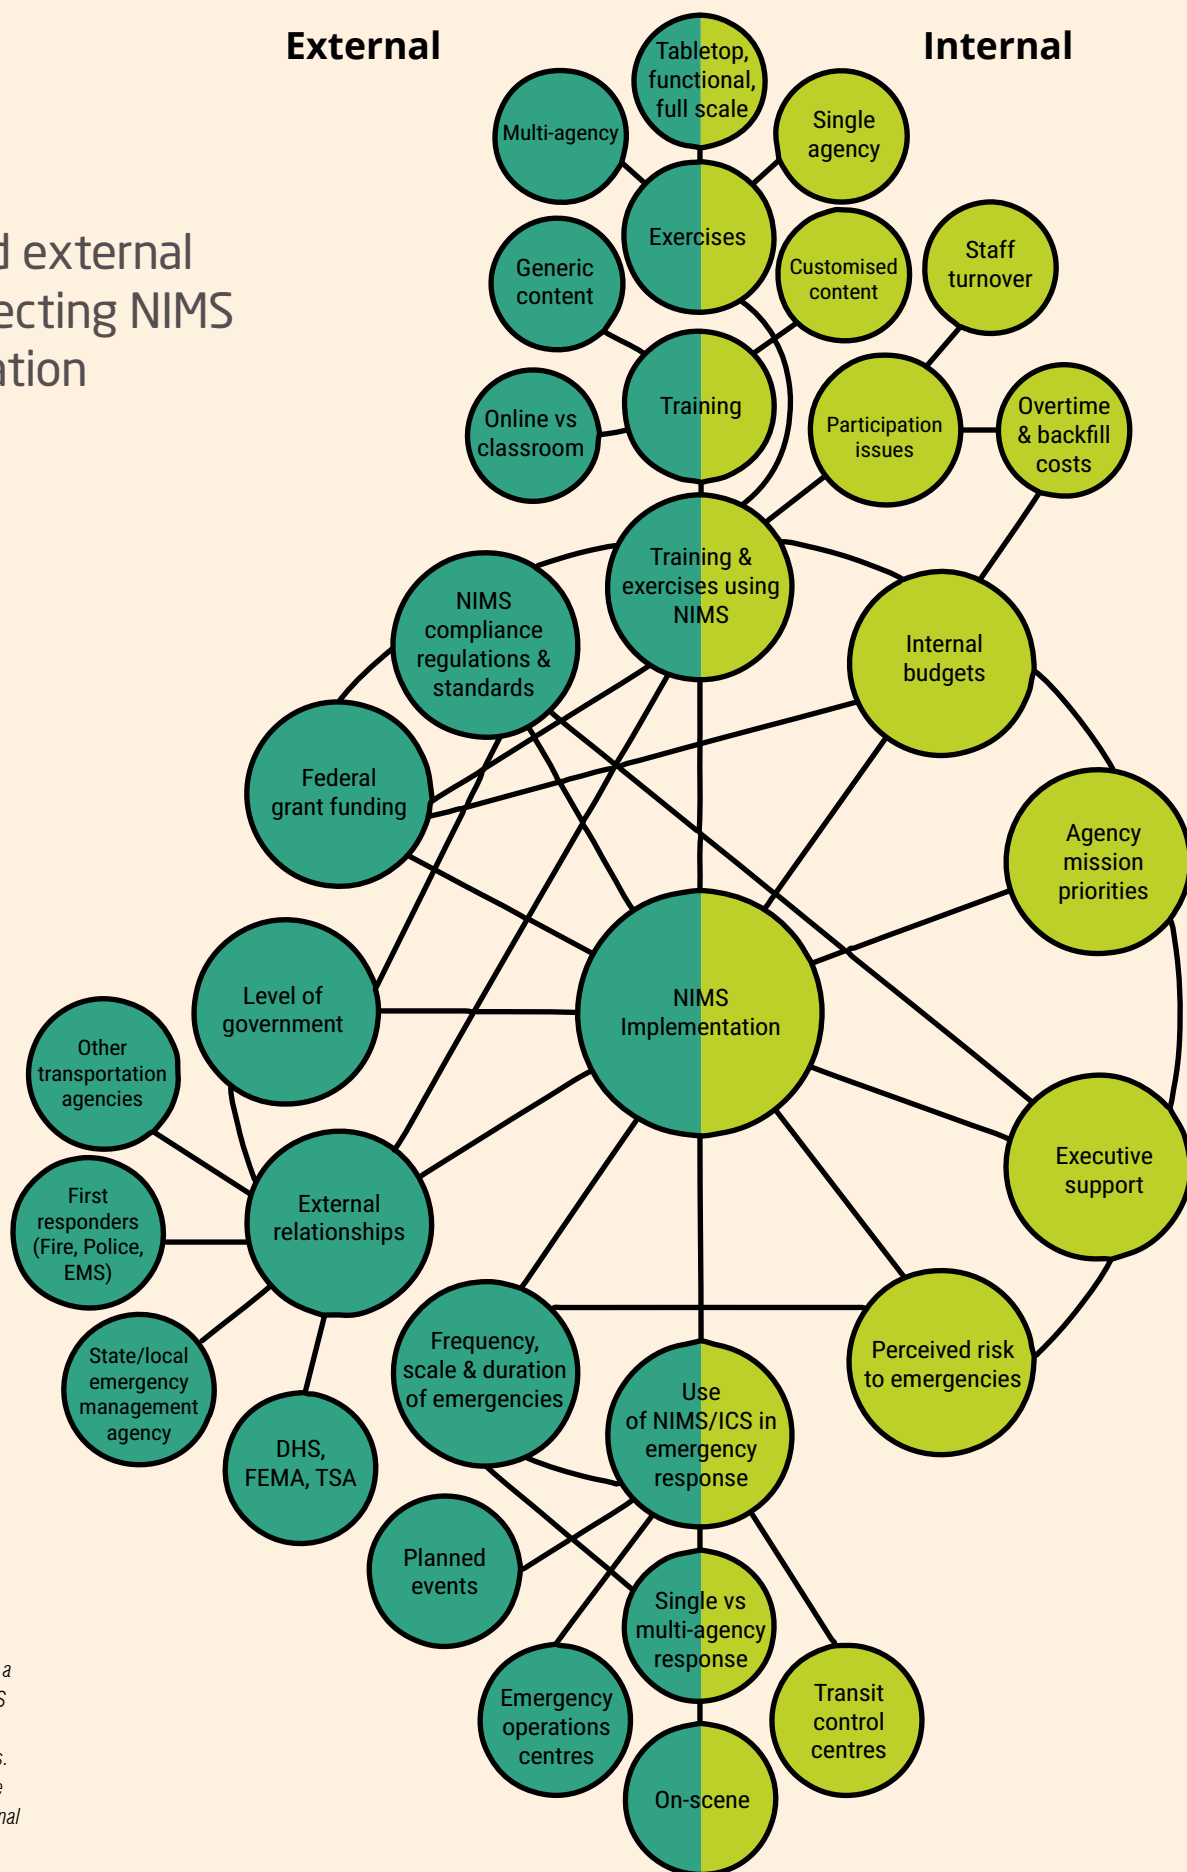 External
Internal
Tabletop,
functional,
full scale
Multi-agency
Single
agency
Exercises
d external
ecting NIMS
ation
Generic
content
Customised
content
Staff
turnover
Online vs
classroom
Training
Participation
issues
Overtime
& backfill
costs
Training &
exercises using
NIMS
NIMS
compliance
regulations &
standards
Internal
budgets
Federal
grant funding
Agency
mission
priorities
Level of
government
NIMS
Implementation
Other
transportation
agencies
First
responders
(Fire, Police,
EMS)
External
relationships
Executive
support
State/local
emergency
management
agency
DHS,
FEMA, TSA
Frequency,
scale & duration
of emergencies
Use
of NIMS/ICS in
emergency
response
Perceived risk
to emergencies
Planned
events
Single vs
multi-agency
response
Emergency
operations
centres
Transit
control
centres
On-scene
a
S
s.
e
nal